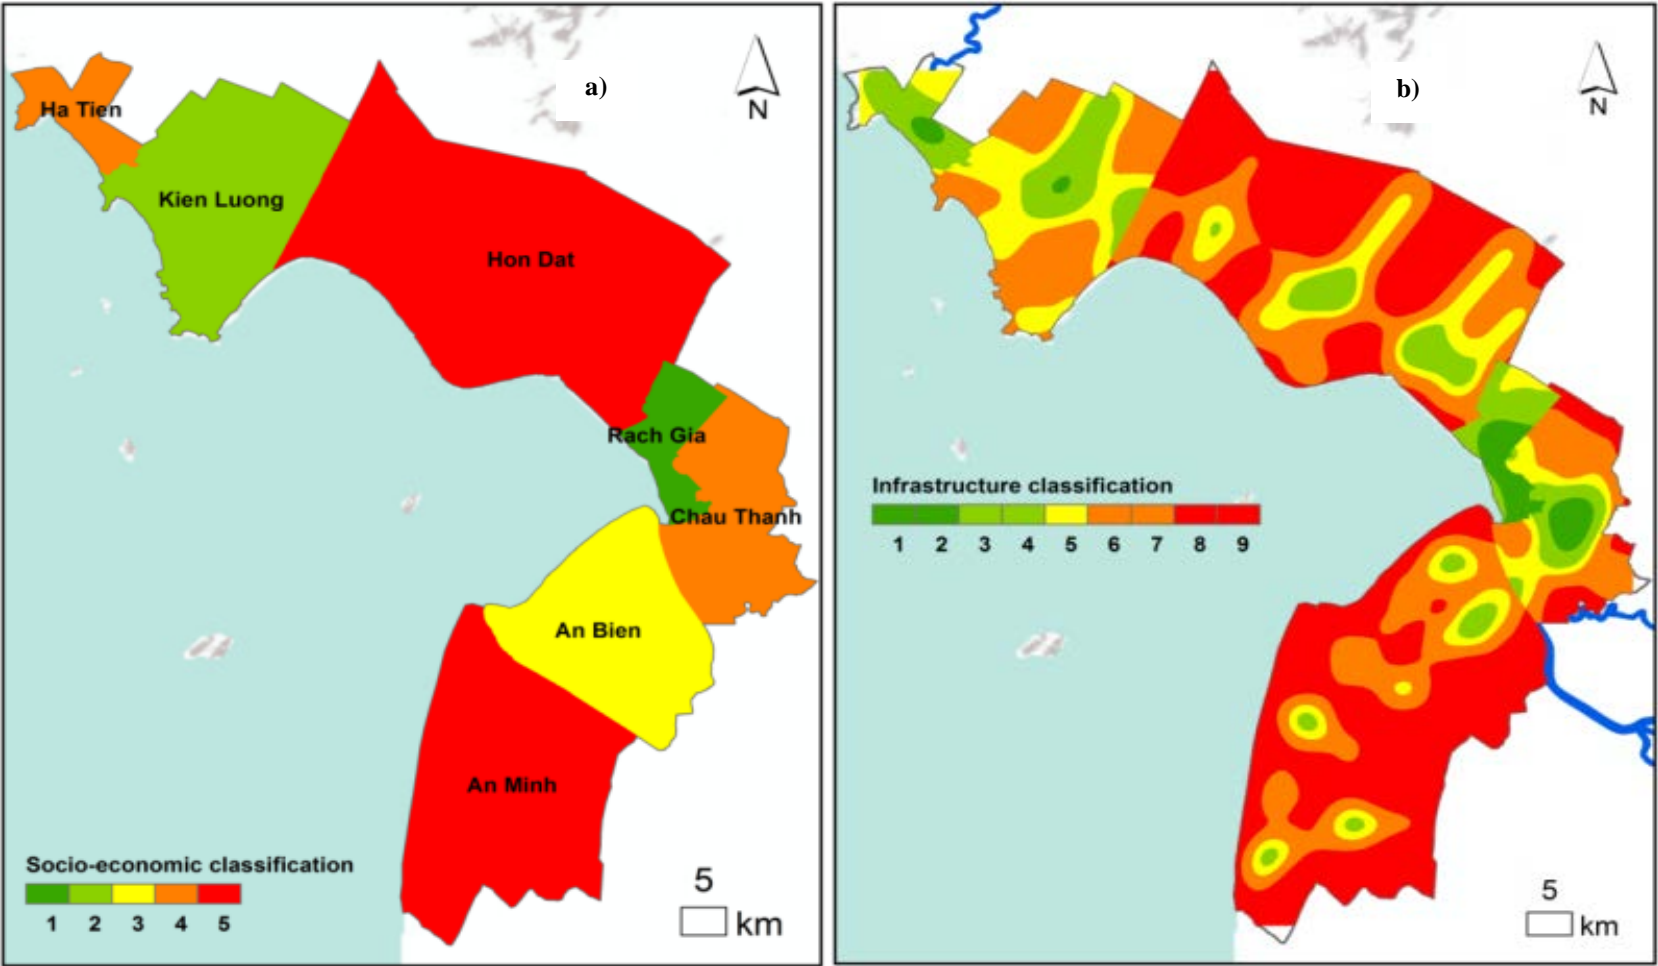 a)
N
Ha Tien
Kien Luong
Hon Dat
Rach Gia
Chau Thanh
An Bien
An Minh
Socio-economic classification
1 2 3 4 5
5
km
b)
N
Infrastructure classification
1 2 3 4 5 6 7 8 9
5
km